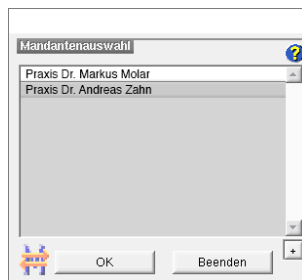 Mandantenauswahl
?
Praxis Dr. Markus Molar
Praxis Dr. Andreas Zahn
+
OK
Beenden